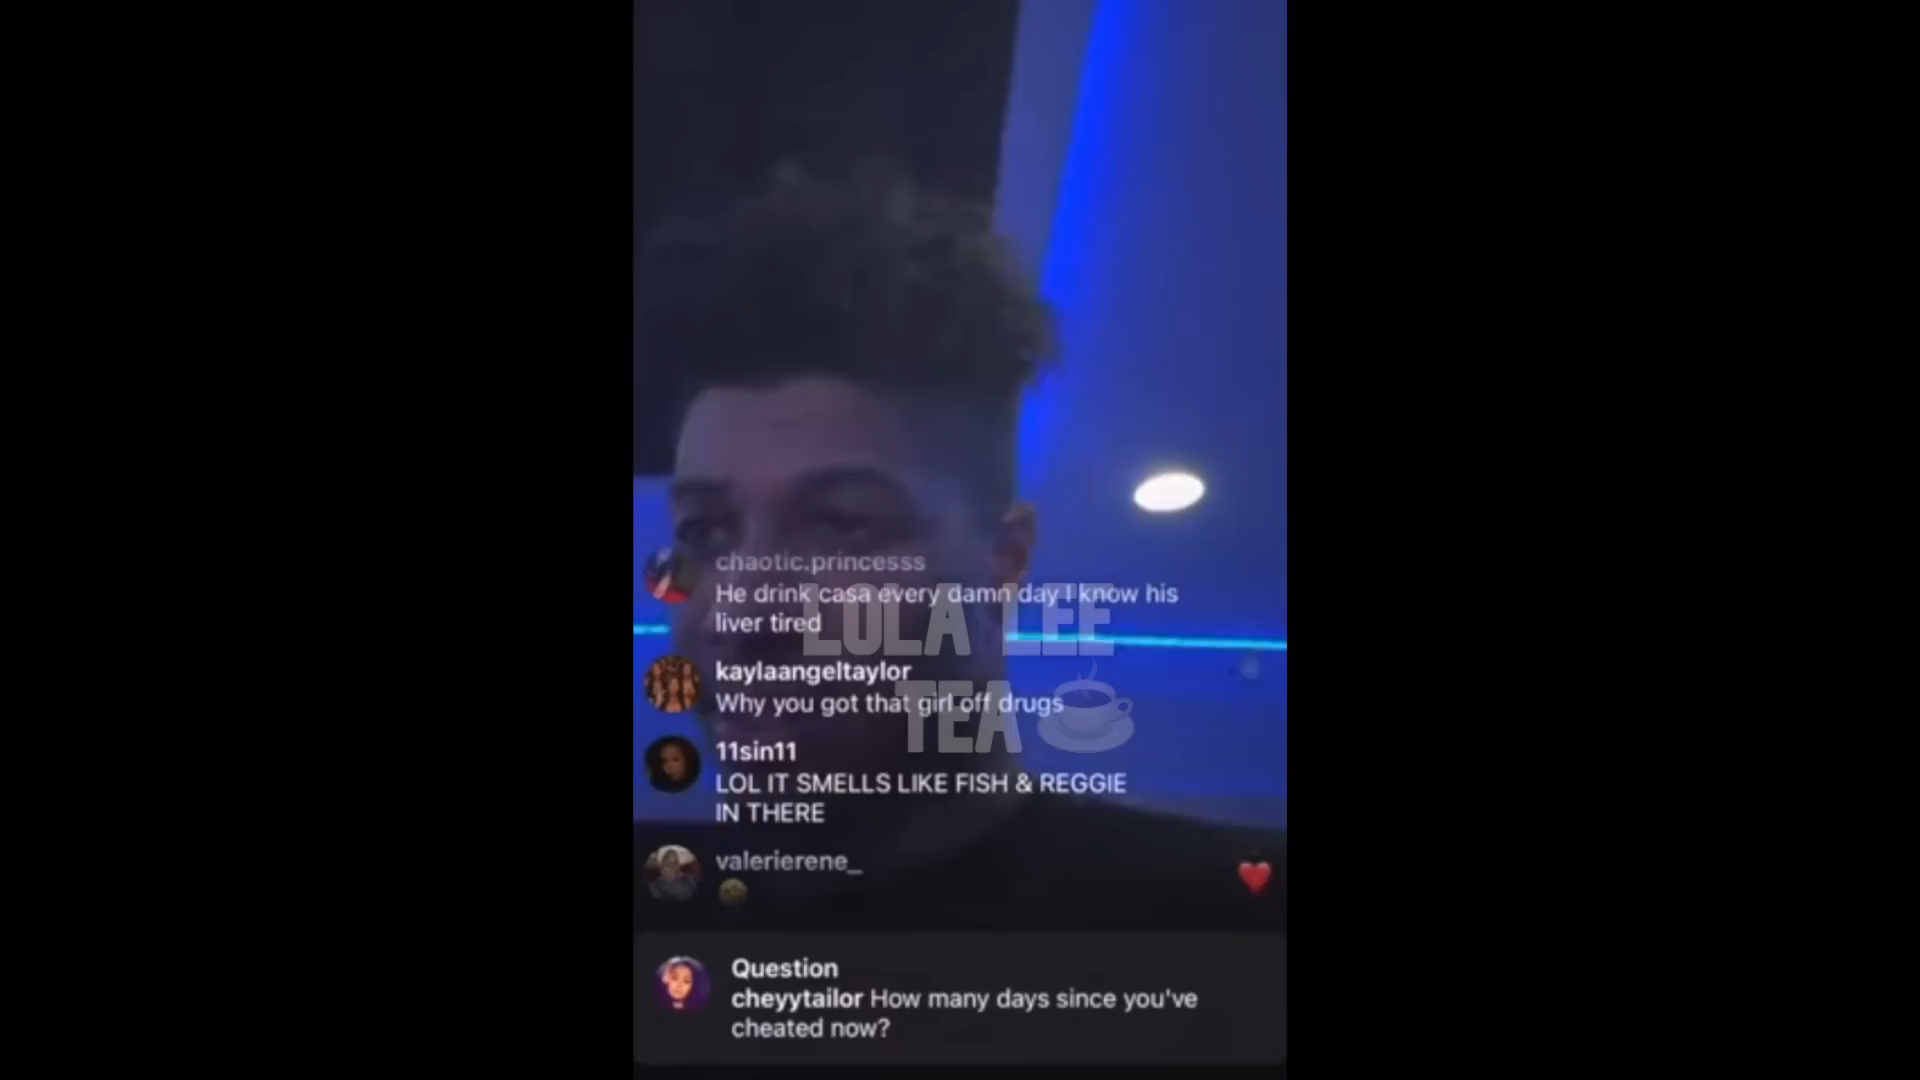 chaotic.princesss
He drink casa every damn day I know his
liver tired
LOLA LEE
kaylaangeltaylor
Why you got that girl off drugs
TEA
11sin11
LOL IT SMELLS LIKE FISH & REGGIE
IN THERE
valerierene_
Question
cheyytailor How many days since you've
cheated now?